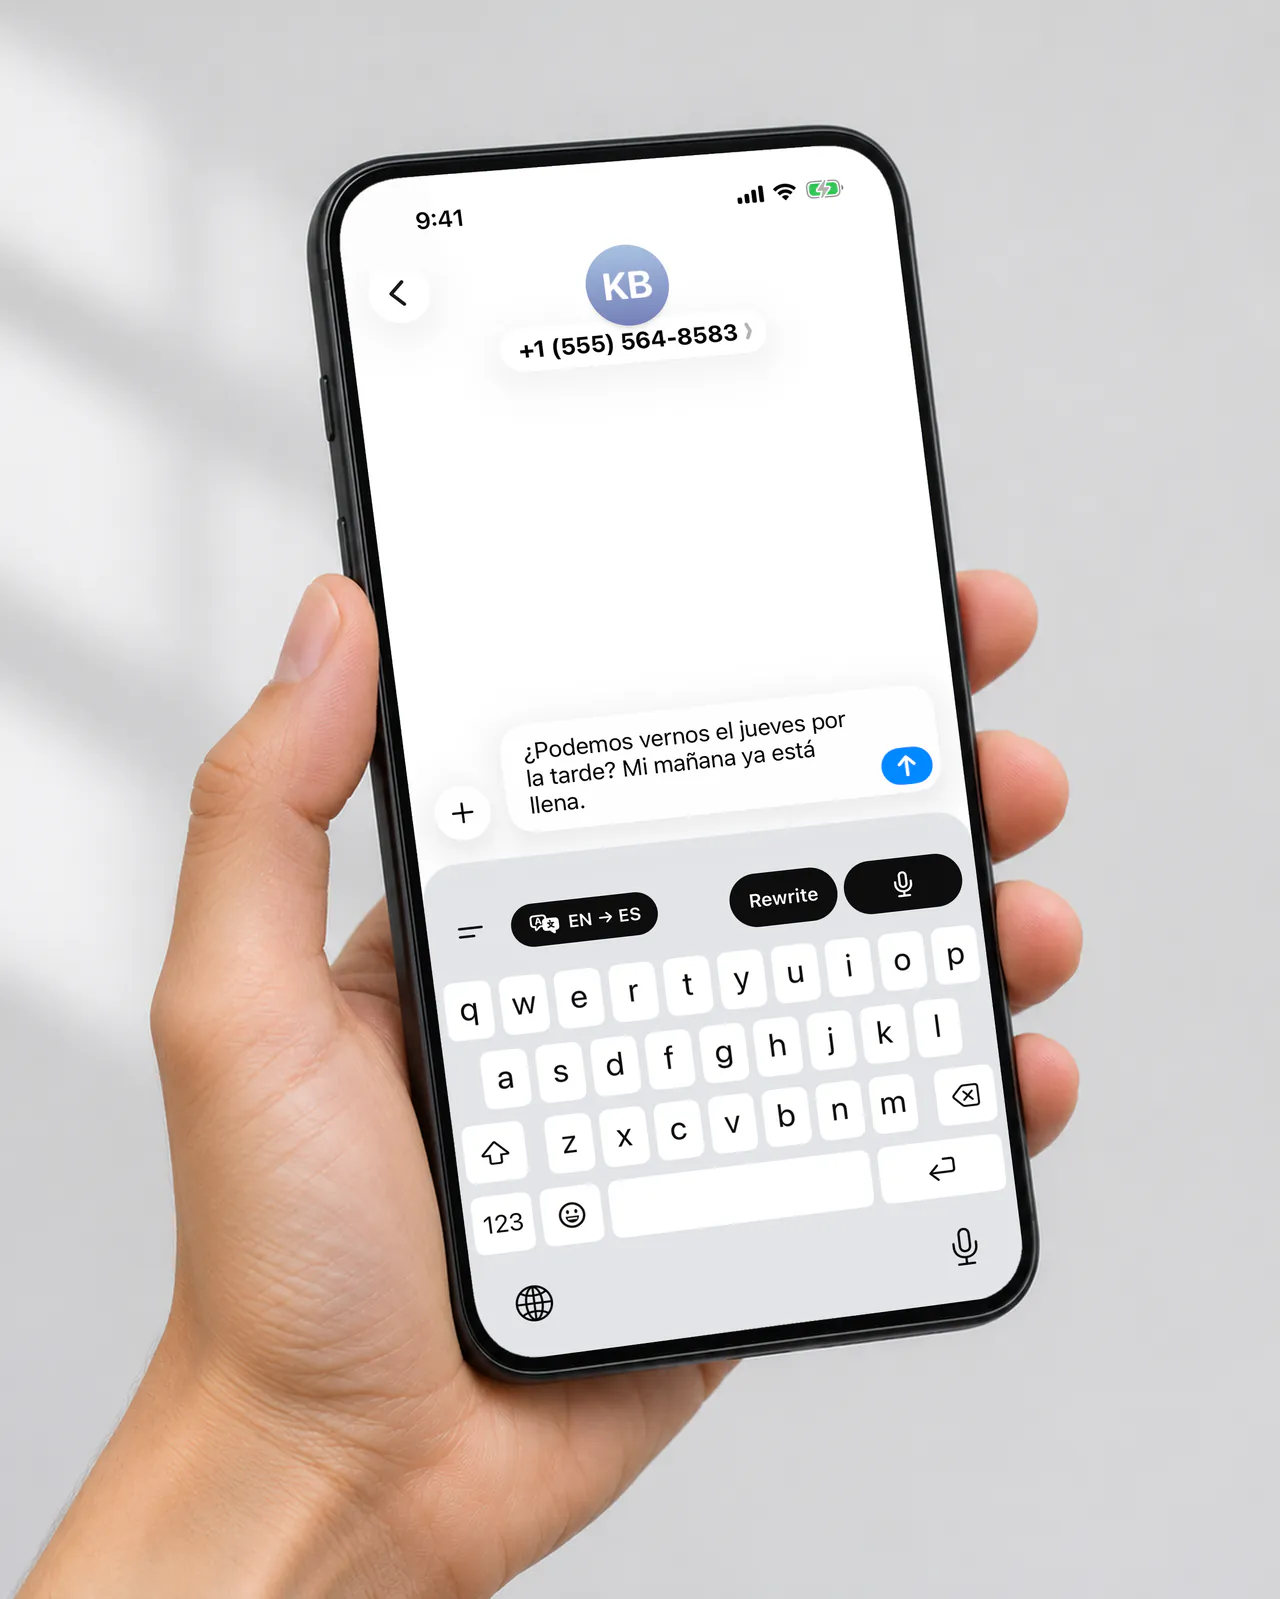 9:41
KB
+1 (555) 564-8583
¿Podemos vernos el jueves por
la tarde? Mi mañana ya está
llena.
EN → ES
Rewrite
q w e r t y u i o p
a s d f g h j k l
z x c v b n m
123